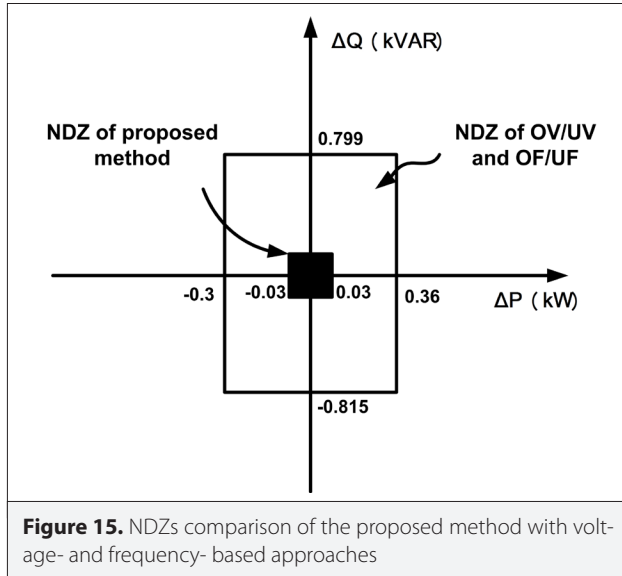 ΔQ ( kVAR)
NDZ of proposed
method
NDZ of OV/UV
and OF/UF
0.799
-0.3
-0.03
0.03
0.36
ΔP ( kW)
-0.815
Figure 15. NDZs comparison of the proposed method with volt-
age- and frequency- based approaches